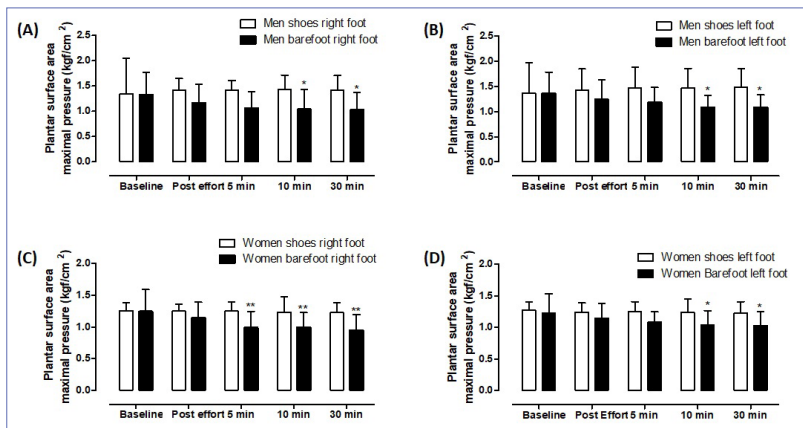 (A)
Men shoes right foot
Men barefoot right foot
Plantar surface area
maximal pressure (kgf/cm 2)
2.5
2.0
1.5
1.0
0.5
0.0
*
*
Baseline Post effort 5 min 10 min 30 min
(B)
Men shoes left foot
Men barefoot left foot
Plantar surface area
maximal pressure (kgf/cm 2)
2.5
2.0
1.5
1.0
0.5
0.0
*
*
Baseline Post effort 5 min 10 min 30 min
(C)
Women shoes right foot
Women barefoot right foot
Plantar surface area
maximal pressure (kgf/cm 2)
2.0
1.5
1.0
0.5
0.0
**
**
**
Baseline Post effort 5 min 10 min 30 min
(D)
Women shoes left foot
Women Barefoot left foot
Plantar surface area
maximal pressure (kgf/cm 2)
2.0
1.5
1.0
0.5
0.0
*
*
Baseline Post Effort 5 min 10 min 30 min